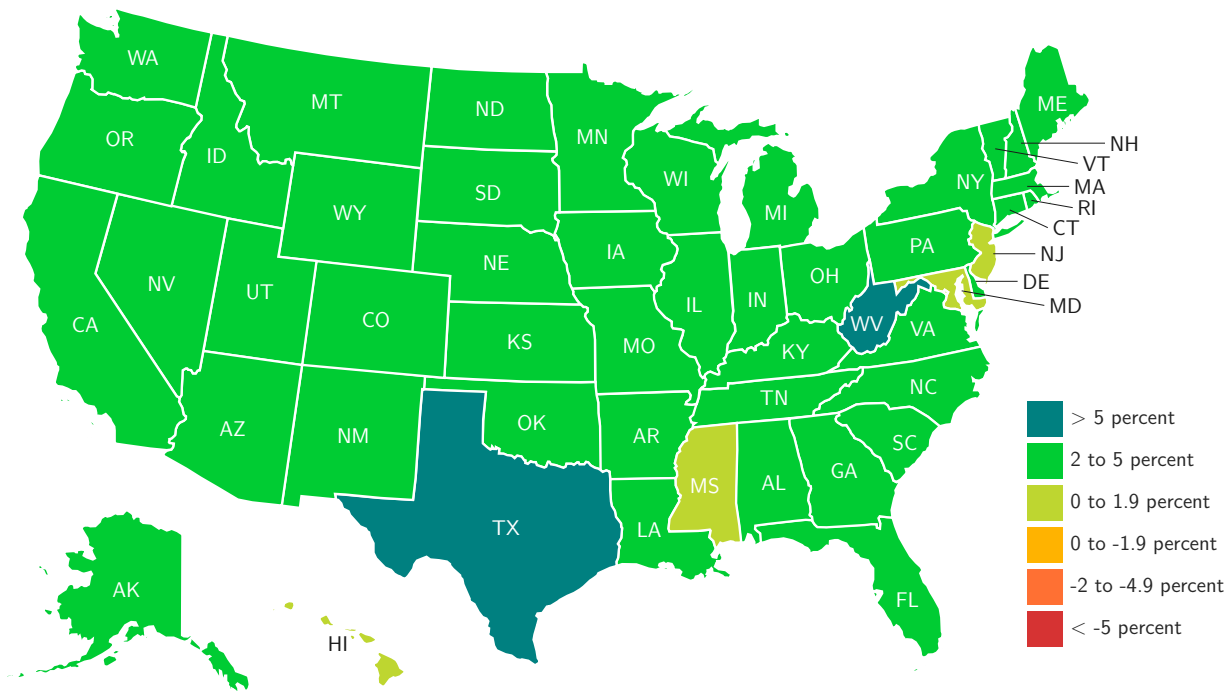 WA
MT
ND
MN
ME
OR
ID
NH
VT
WI
NY
SD
MA
WY
MI
RI
CT
PA
IA
NJ
NE
OH
NV
DE
UT
IN
IL
MD
CO
CA
WV
VA
KS
MO
KY
NC
TN
> 5 percent
OK
AZ
NM
AR
SC
2 to 5 percent
GA
AL
MS
0 to 1.9 percent
TX
LA
0 to -1.9 percent
AK
-2 to -4.9 percent
FL
< -5 percent
HI